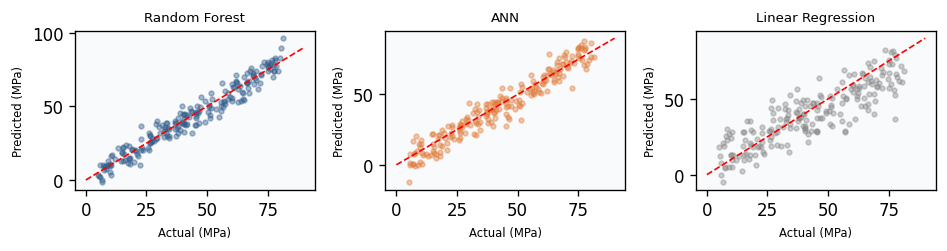 Random Forest
ANN
Linear Regression
Predicted (MPa)
100
50
0
0 25 50 75
Actual (MPa)
Predicted (MPa)
50
0
0 25 50 75
Actual (MPa)
Predicted (MPa)
50
0
0 25 50 75
Actual (MPa)